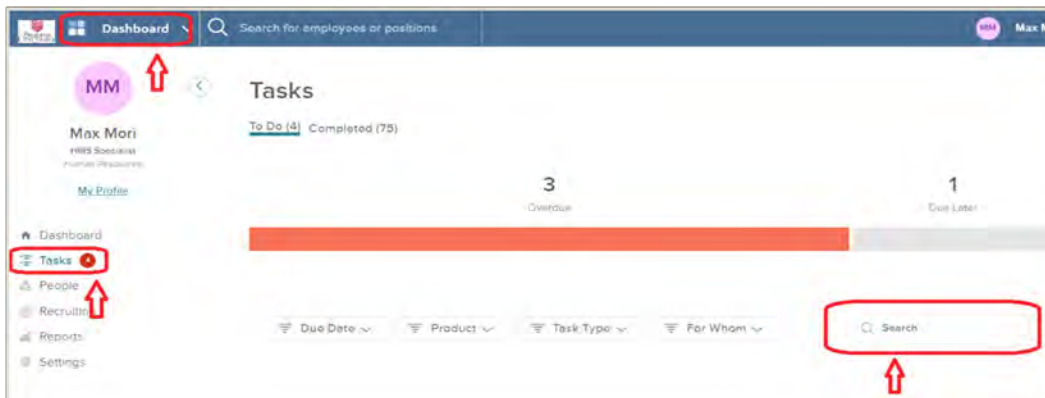 Dashboard Search for employees or positions MM Max M
MM
Max Mori
HRIS Specialist
Human Resources
My Profile
Dashboard
Tasks 4
People
Recruiting
Reports
Settings
Tasks
To Do (4) Completed (75)
3 1
Overdue Due Later
Due Date Product Task Type For Whom Search